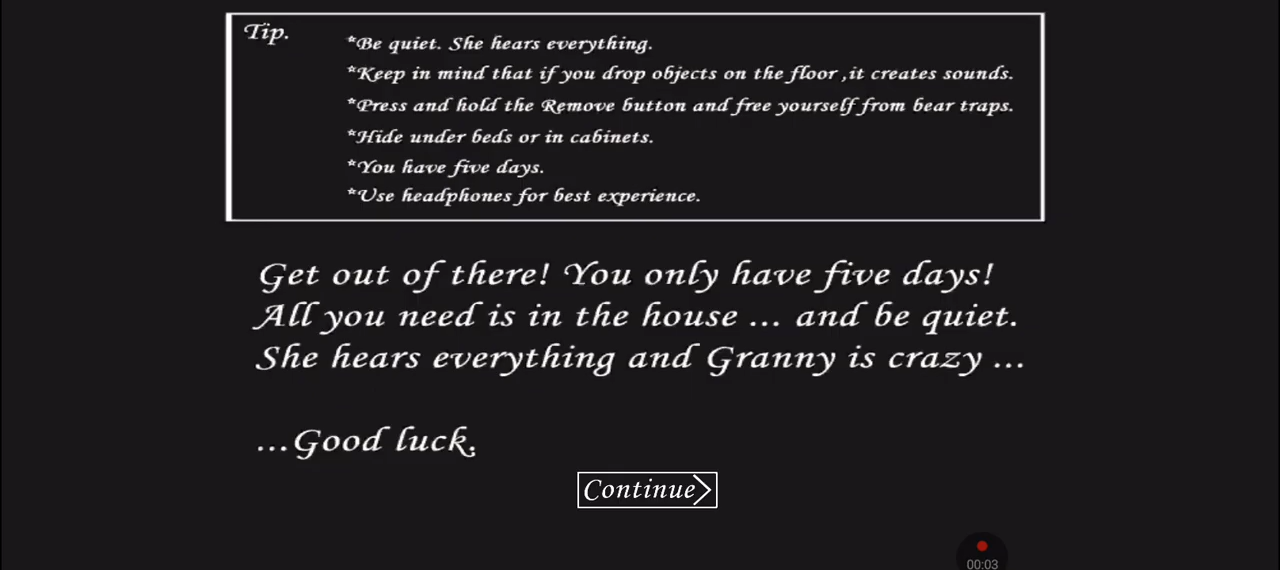 Tip.
*Be quiet. She hears everything.
*Keep in mind that if you drop objects on the floor ,it creates sounds.
*Press and hold the Remove button and free yourself from bear traps.
*Hide under beds or in cabinets.
*You have five days.
*Use headphones for best experience.
Get out of there! You only have five days!
All you need is in the house ... and be quiet.
She hears everything and Granny is crazy ...
...Good luck.
Continue>
00:03